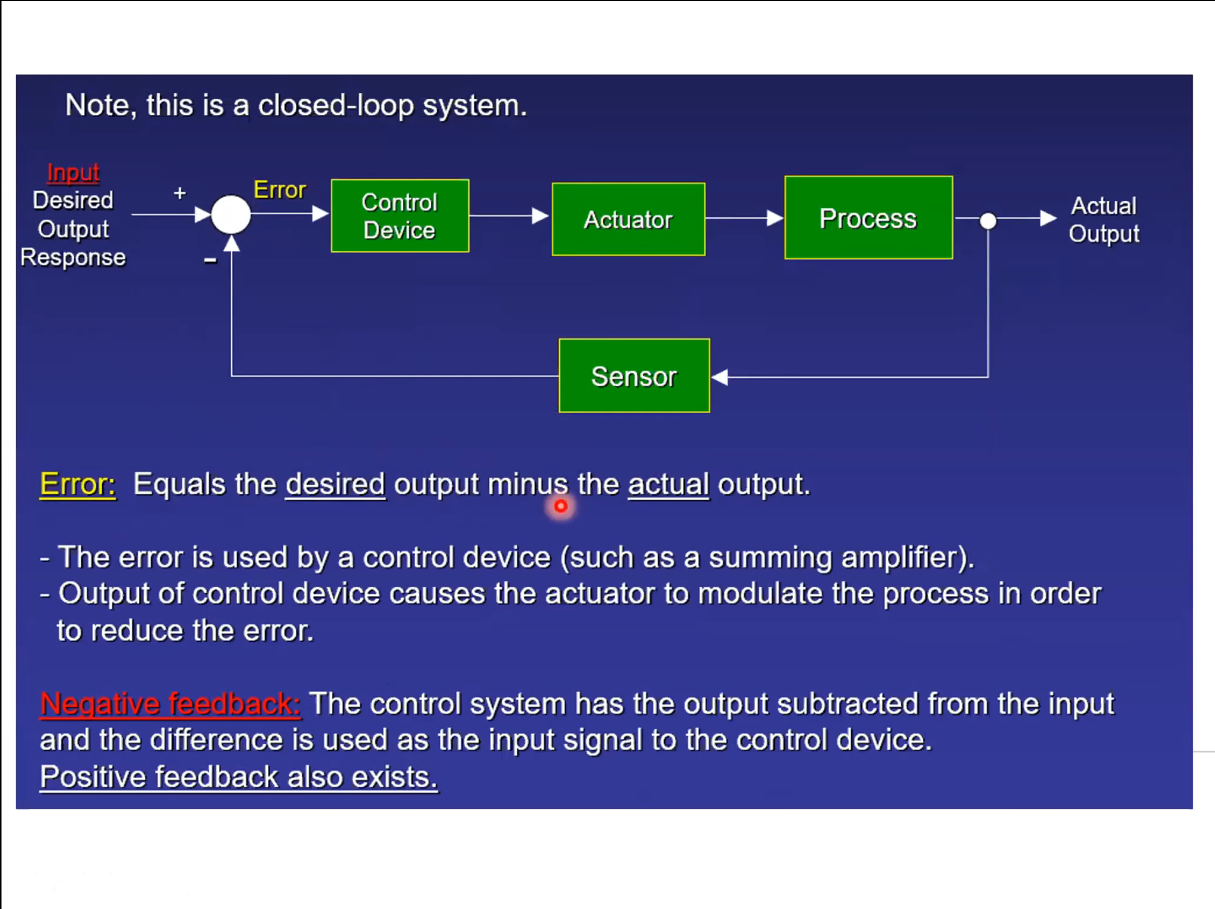 Note, this is a closed-loop system.
Input
Desired
Output
Response
+
-
Error
Control
Device
Actuator
Process
Actual
Output
Sensor
Error: Equals the desired output minus the actual output.
- The error is used by a control device (such as a summing amplifier).
- Output of control device causes the actuator to modulate the process in order
to reduce the error.
Negative feedback: The control system has the output subtracted from the input
and the difference is used as the input signal to the control device.
Positive feedback also exists.